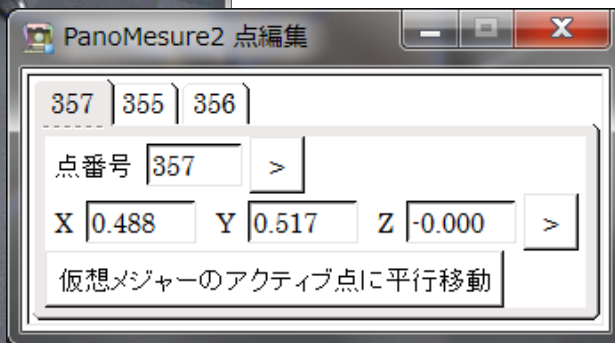 PanoMesure2 点編集
357 355 356
点番号 357 >
X 0.488 Y 0.517 Z -0.000 >
仮想メジャーのアクティブ点に平行移動